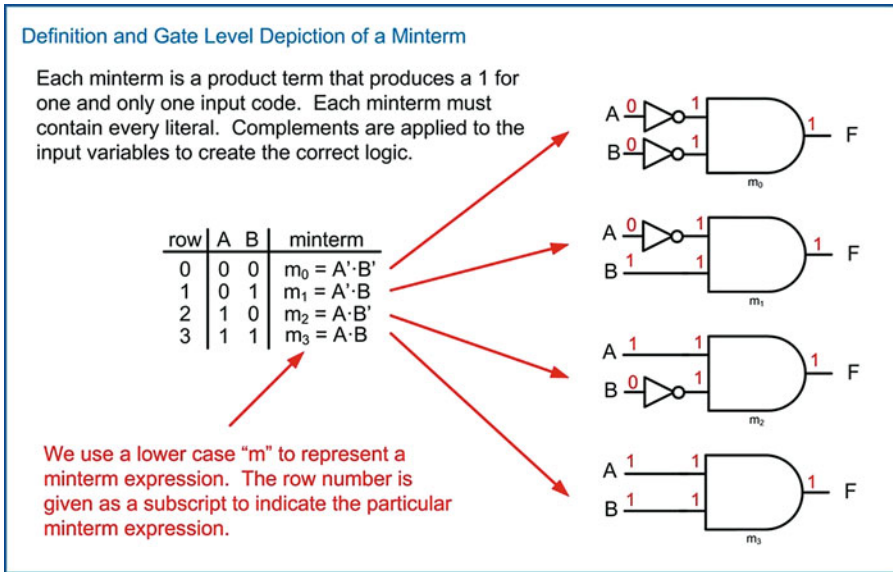 Definition and Gate Level Depiction of a Minterm
Each minterm is a product term that produces a 1 for
one and only one input code. Each minterm must
contain every literal. Complements are applied to the
input variables to create the correct logic.
row A B minterm
0 0 0 m₀ = A'·B'
1 0 1 m₁ = A'·B
2 1 0 m₂ = A·B'
3 1 1 m₃ = A·B
We use a lower case “m” to represent a
minterm expression. The row number is
given as a subscript to indicate the particular
minterm expression.
A 0 1
1 F
B 0 1
m₀
A 0 1
1 F
B 1 1
m₁
A 1 1
1 F
B 0 1
m₂
A 1 1
1 F
B 1 1
m₃